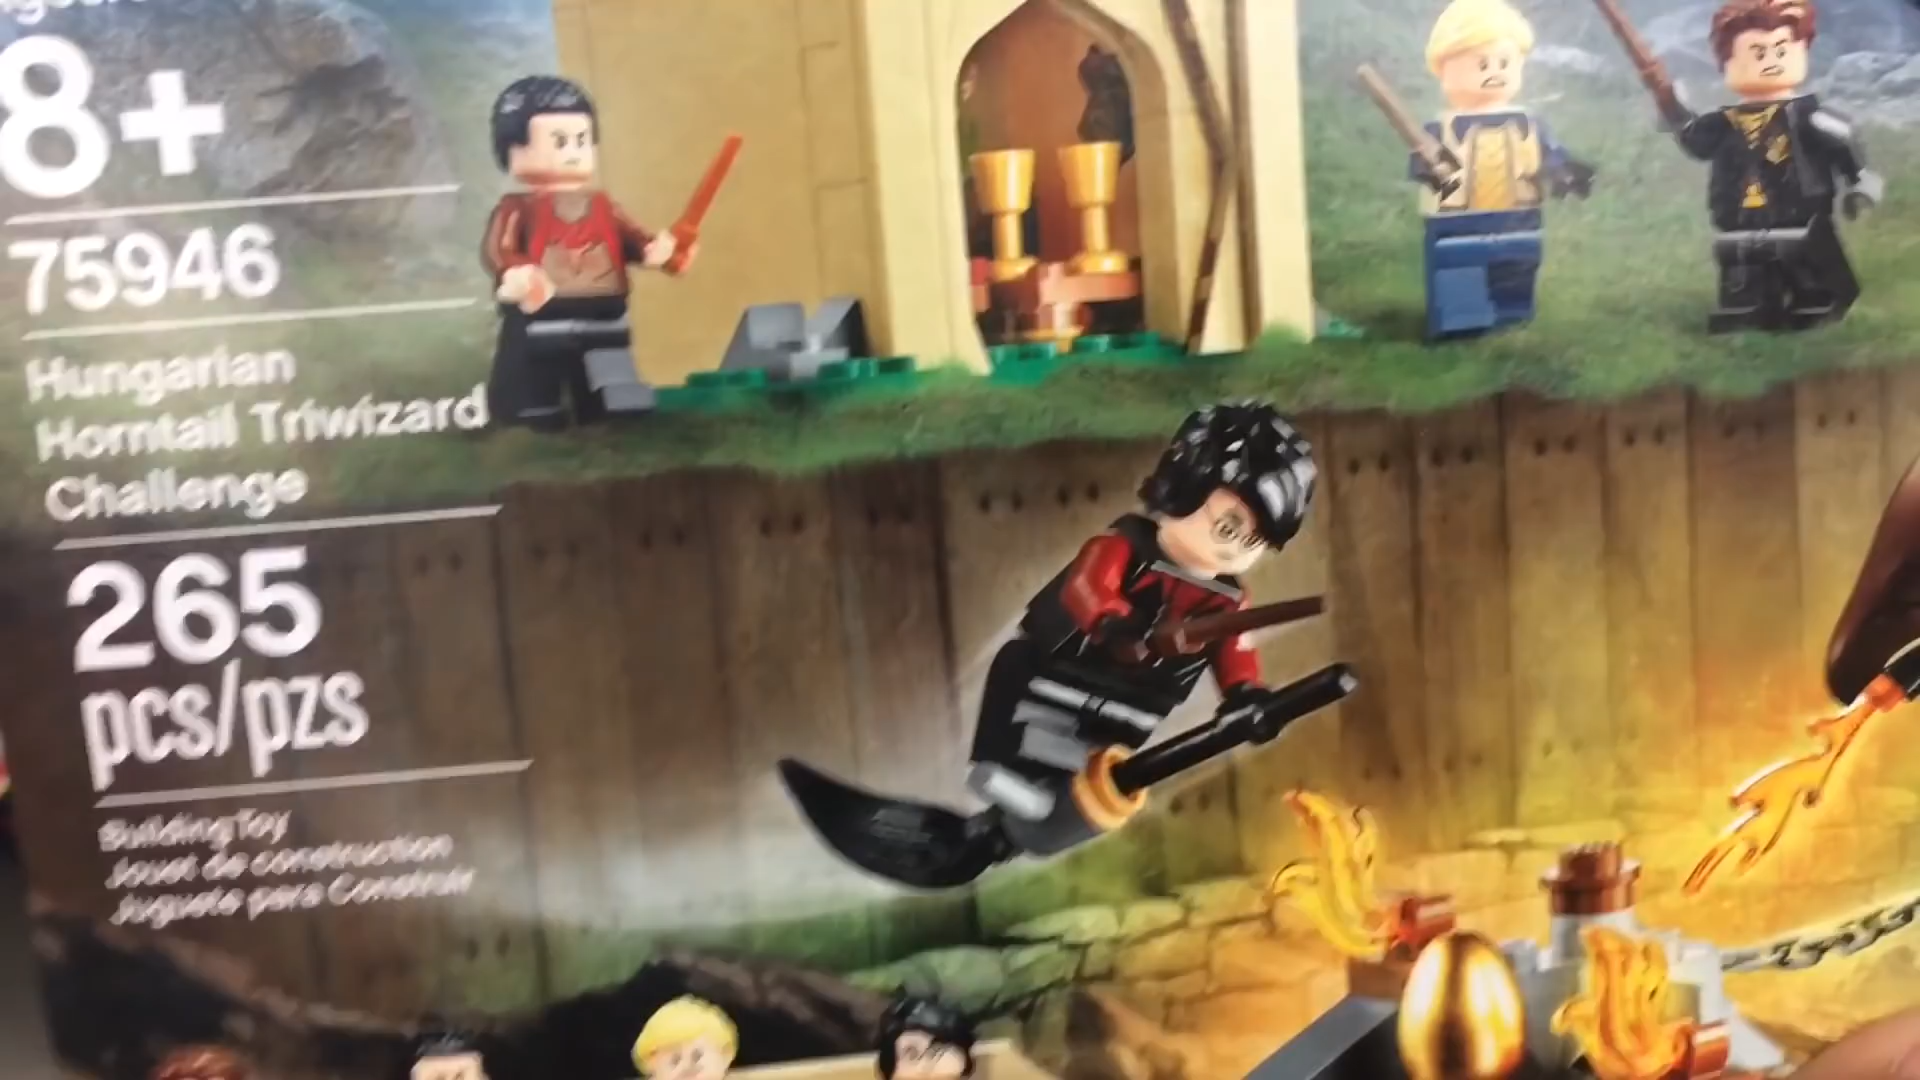 8+
75946
Hungarian
Horntail Triwizard
Challenge
265
pcs/pzs
Building Toy
Jouet de construction
Juguete para Construir